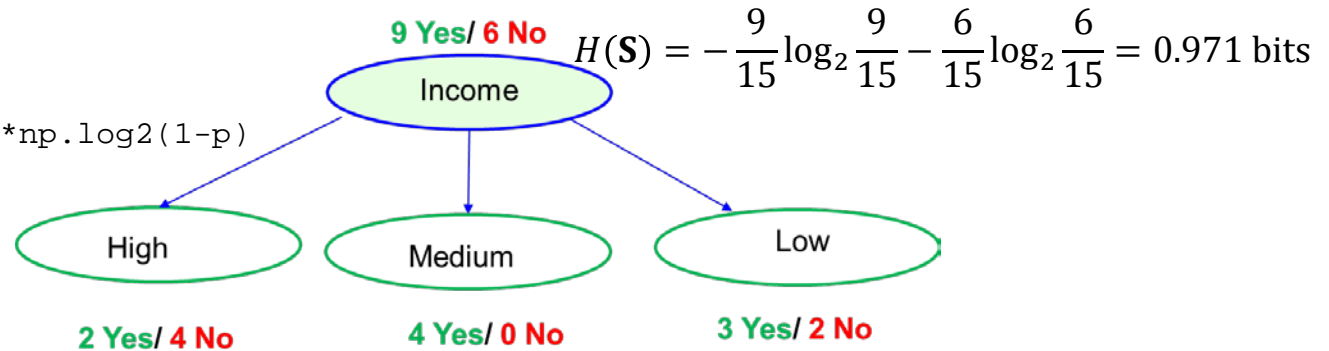 9 Yes/ 6 No
H(S) = −9/15 log₂ 9/15 − 6/15 log₂ 6/15 = 0.971 bits
Income
*np.log2(1-p)
High
Medium
Low
2 Yes/ 4 No
4 Yes/ 0 No
3 Yes/ 2 No